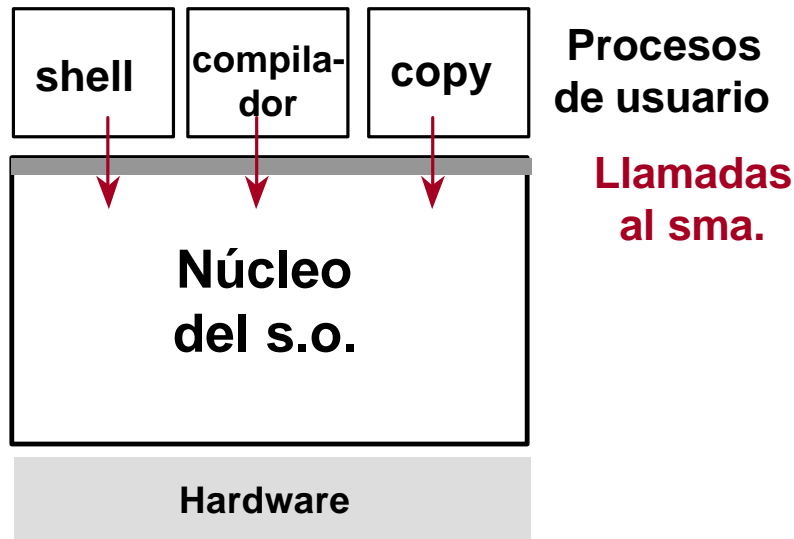 shell
compila-
dor
copy
Procesos
de usuario
Llamadas
al sma.
Núcleo
del s.o.
Hardware